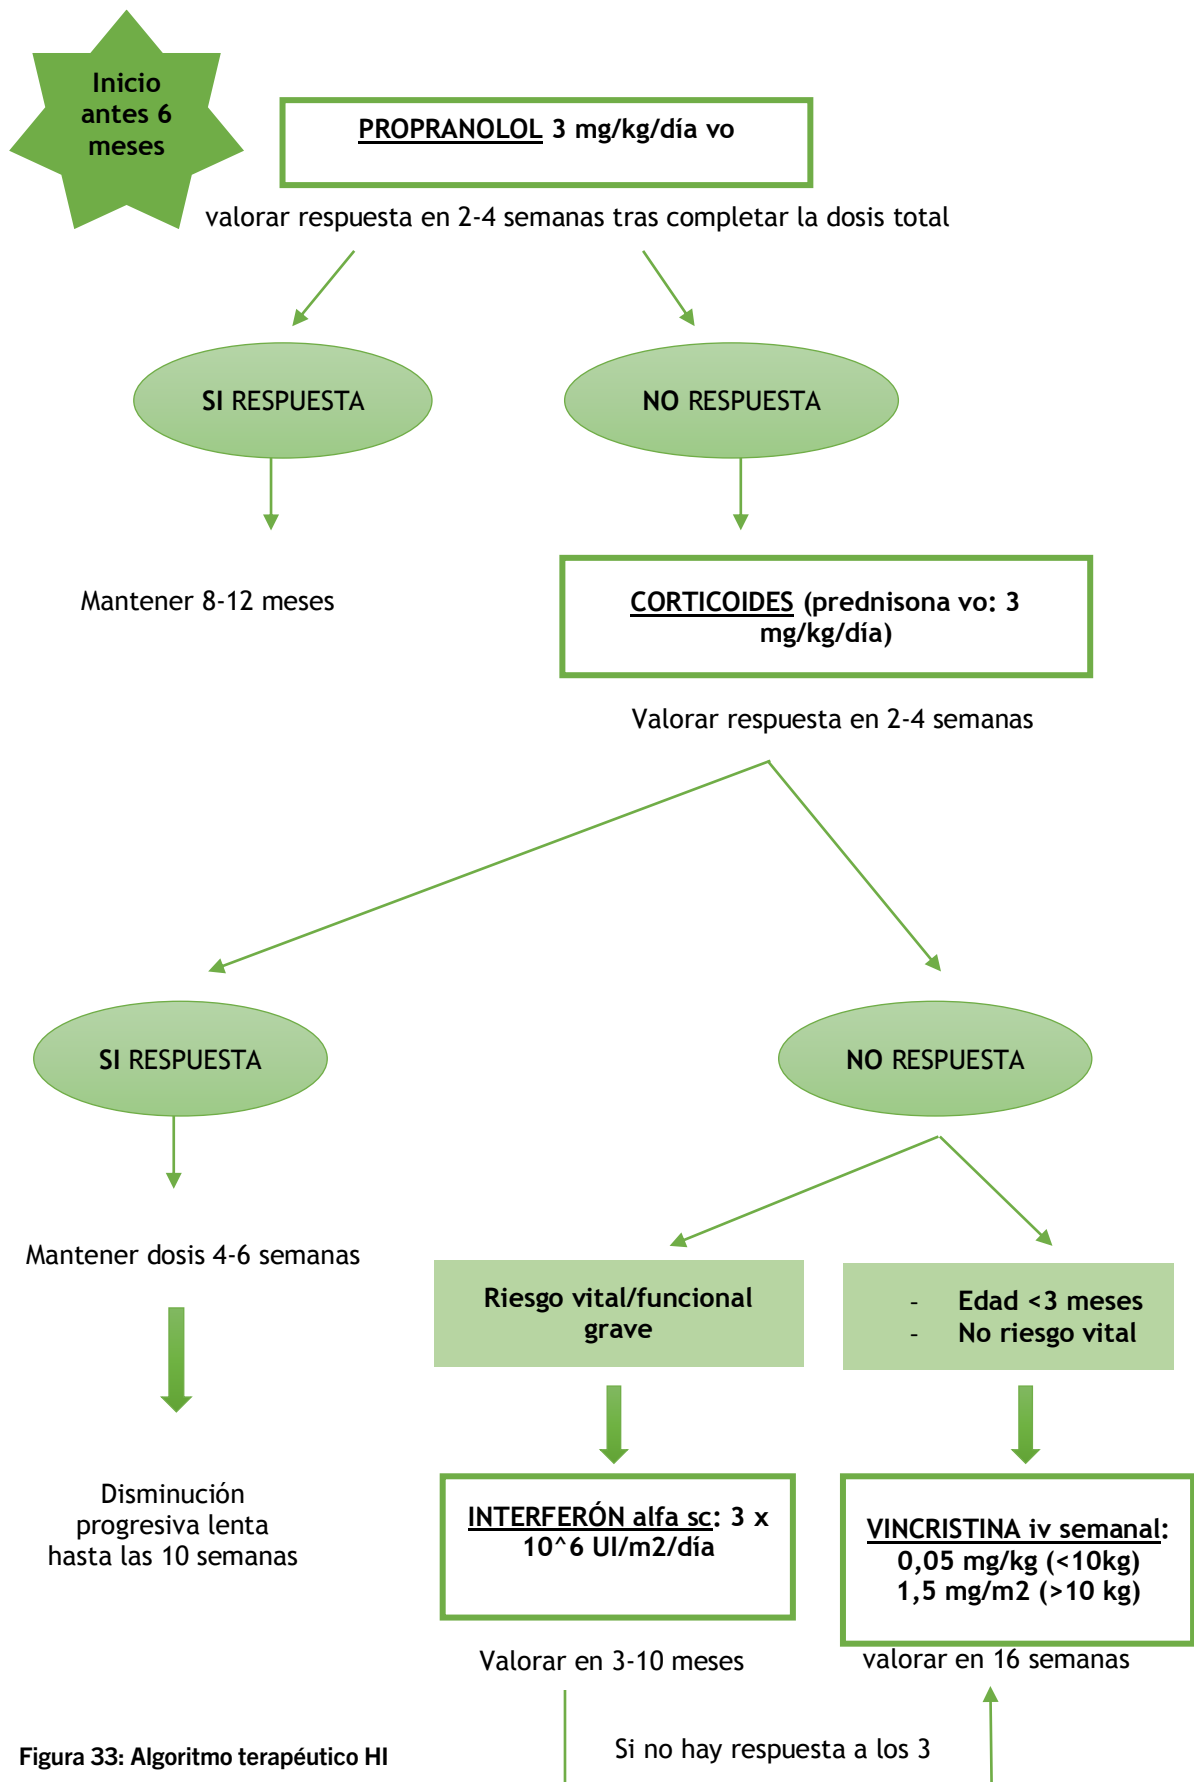 Inicio
antes 6
meses
PROPRANOLOL 3 mg/kg/día vo
valorar respuesta en 2-4 semanas tras completar la dosis total
SI RESPUESTA
NO RESPUESTA
Mantener 8-12 meses
CORTICOIDES (prednisona vo: 3
mg/kg/día)
Valorar respuesta en 2-4 semanas
SI RESPUESTA
NO RESPUESTA
Mantener dosis 4-6 semanas
Disminución
progresiva lenta
hasta las 10 semanas
Riesgo vital/funcional
grave
- Edad <3 meses
- No riesgo vital
INTERFERÓN alfa sc: 3 x
10^6 UI/m2/día
VINCRISTINA iv semanal:
0,05 mg/kg (<10kg)
1,5 mg/m2 (>10 kg)
Valorar en 3-10 meses
valorar en 16 semanas
Si no hay respuesta a los 3
Figura 33: Algoritmo terapéutico HI